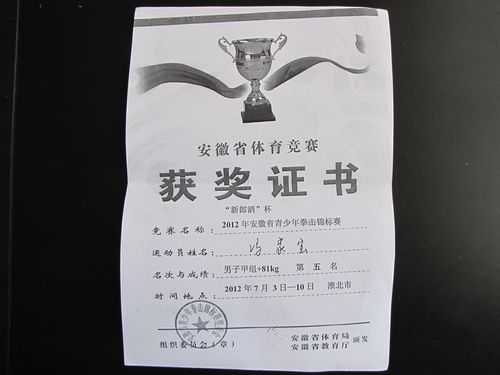 安徽省体育竞赛
获奖证书
“新郎酒”杯
竞赛名称: 2012年安徽省青少年拳击锦标赛
运动员姓名:
名次与成绩: 男子甲组+81kg 第五名
时间地点: 2012年7月3日—10日 淮北市
组织委员会(章)
安徽省体育局
安徽省教育厅 颁发